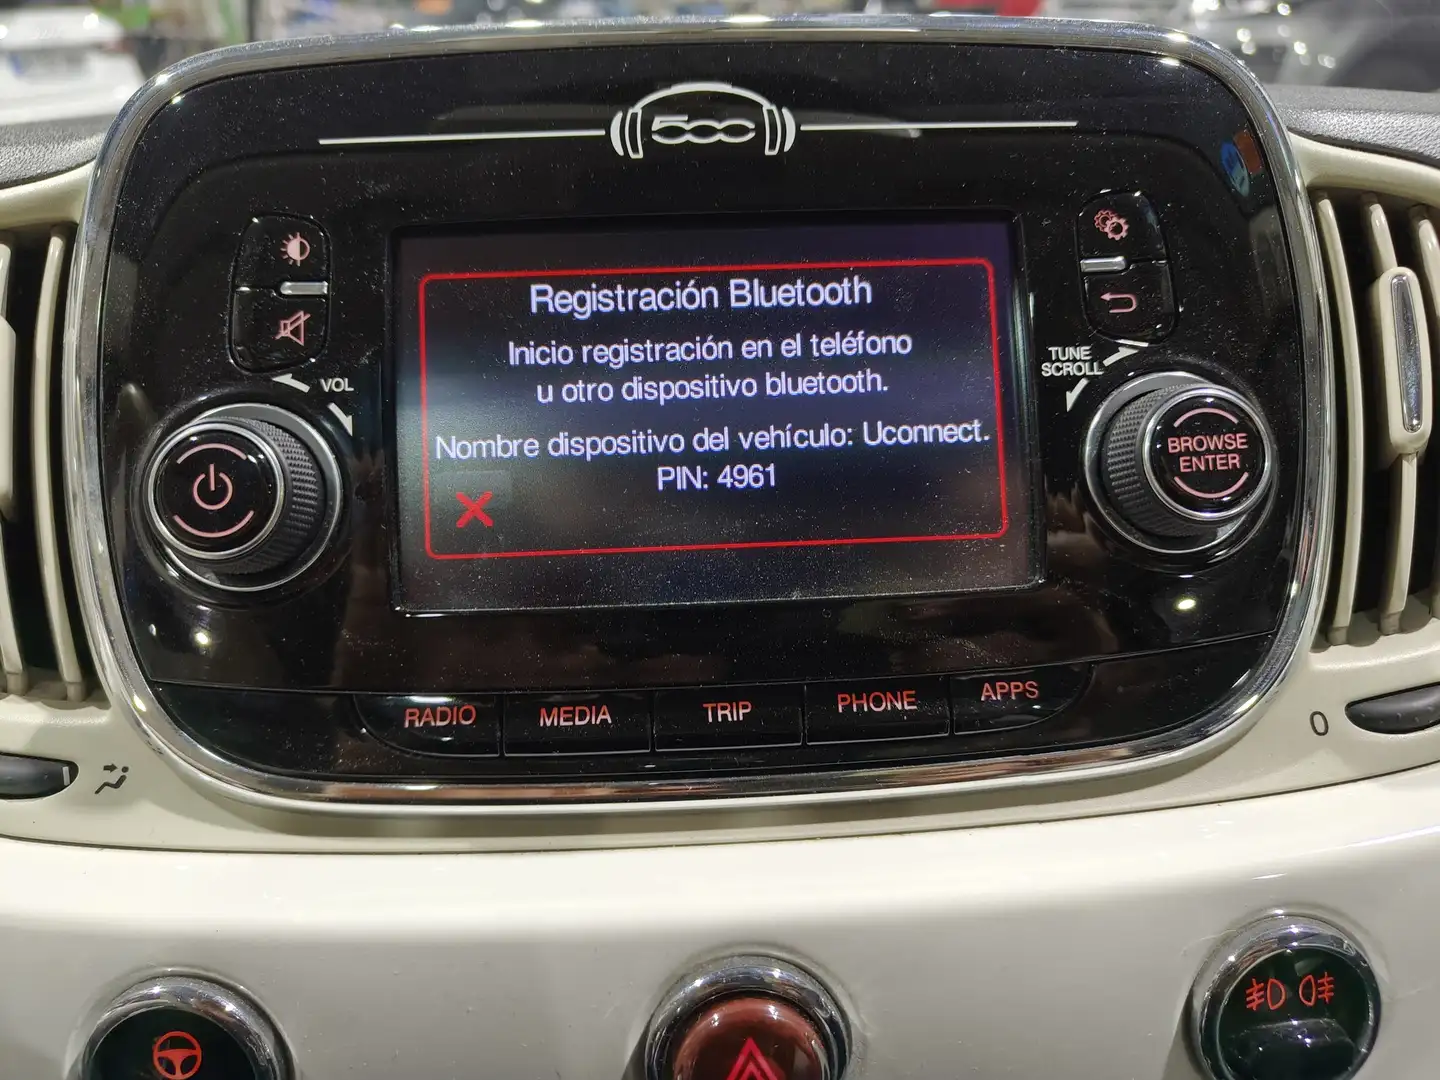 500
Registración Bluetooth
Inicio registración en el teléfono
u otro dispositivo bluetooth.
Nombre dispositivo del vehículo: Uconnect.
PIN: 4961
VOL
TUNE
SCROLL
BROWSE
ENTER
RADIO
MEDIA
TRIP
PHONE
APPS
0